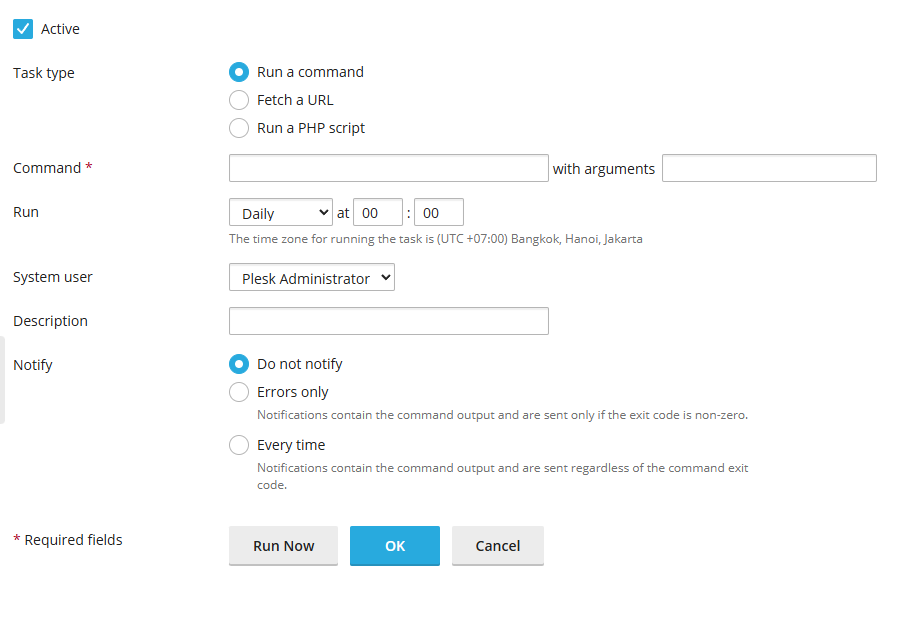 Active
Task type
Run a command
Fetch a URL
Run a PHP script
Command * with arguments
Run Daily at 00 : 00
The time zone for running the task is (UTC +07:00) Bangkok, Hanoi, Jakarta
System user Plesk Administrator
Description
Notify
Do not notify
Errors only
Notifications contain the command output and are sent only if the exit code is non-zero.
Every time
Notifications contain the command output and are sent regardless of the command exit
code.
* Required fields Run Now OK Cancel